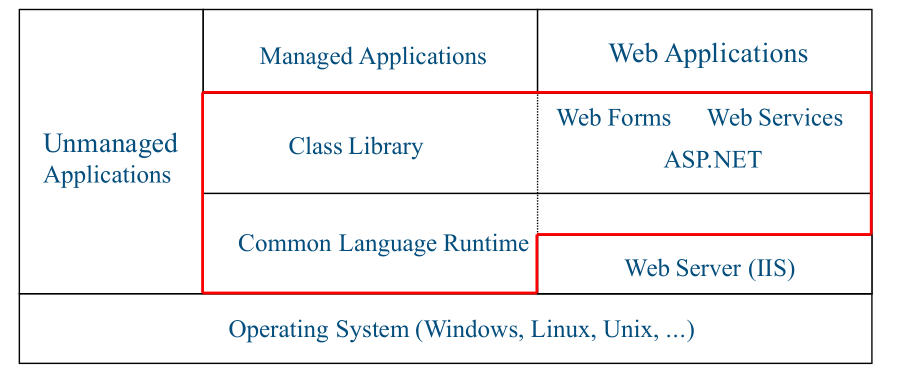 Managed Applications
Web Applications
Unmanaged
Applications
Class Library
Web Forms Web Services
ASP.NET
Common Language Runtime
Web Server (IIS)
Operating System (Windows, Linux, Unix, ...)